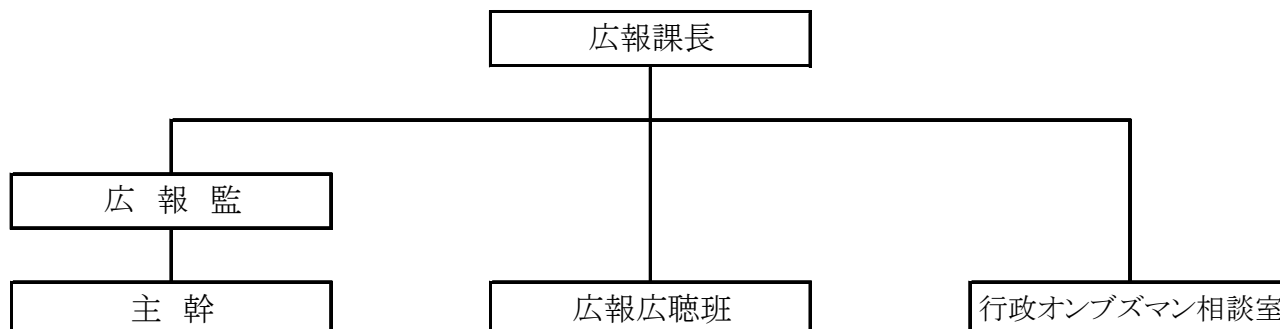 広報課長
広 報 監
主 幹
広報広聴班
行政オンブズマン相談室